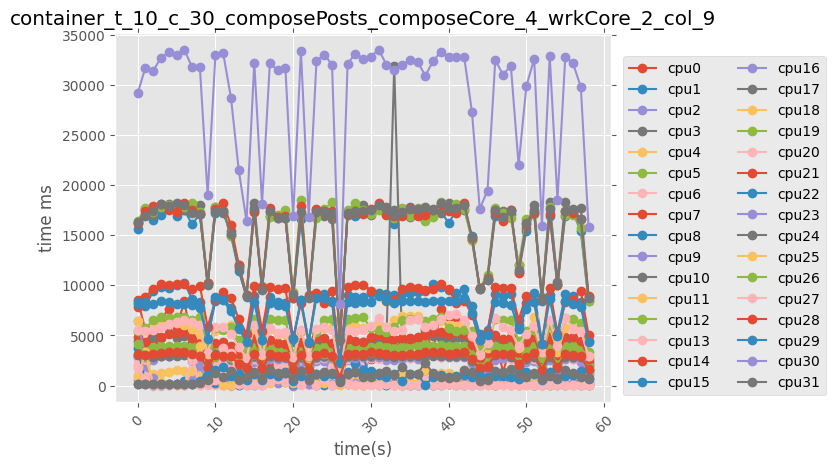 container_t_10_c_30_composePosts_composeCore_4_wrkCore_2_col_9
time ms
35000
30000
25000
20000
15000
10000
5000
0
0
10
20
30
40
50
60
time(s)
cpu0
cpu1
cpu2
cpu3
cpu4
cpu5
cpu6
cpu7
cpu8
cpu9
cpu10
cpu11
cpu12
cpu13
cpu14
cpu15
cpu16
cpu17
cpu18
cpu19
cpu20
cpu21
cpu22
cpu23
cpu24
cpu25
cpu26
cpu27
cpu28
cpu29
cpu30
cpu31